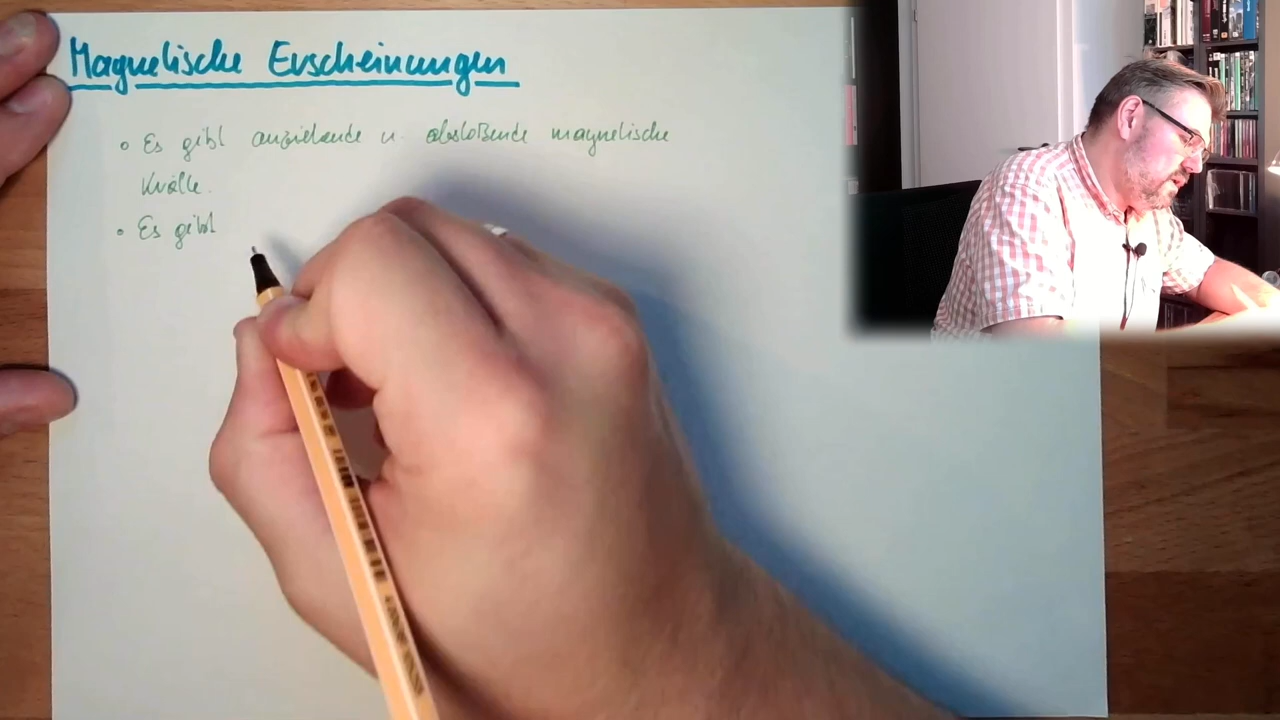 Magnetische Erscheinungen
• Es gibt anziehende u. abstoßende magnetische
Kräfte.
• Es gibt